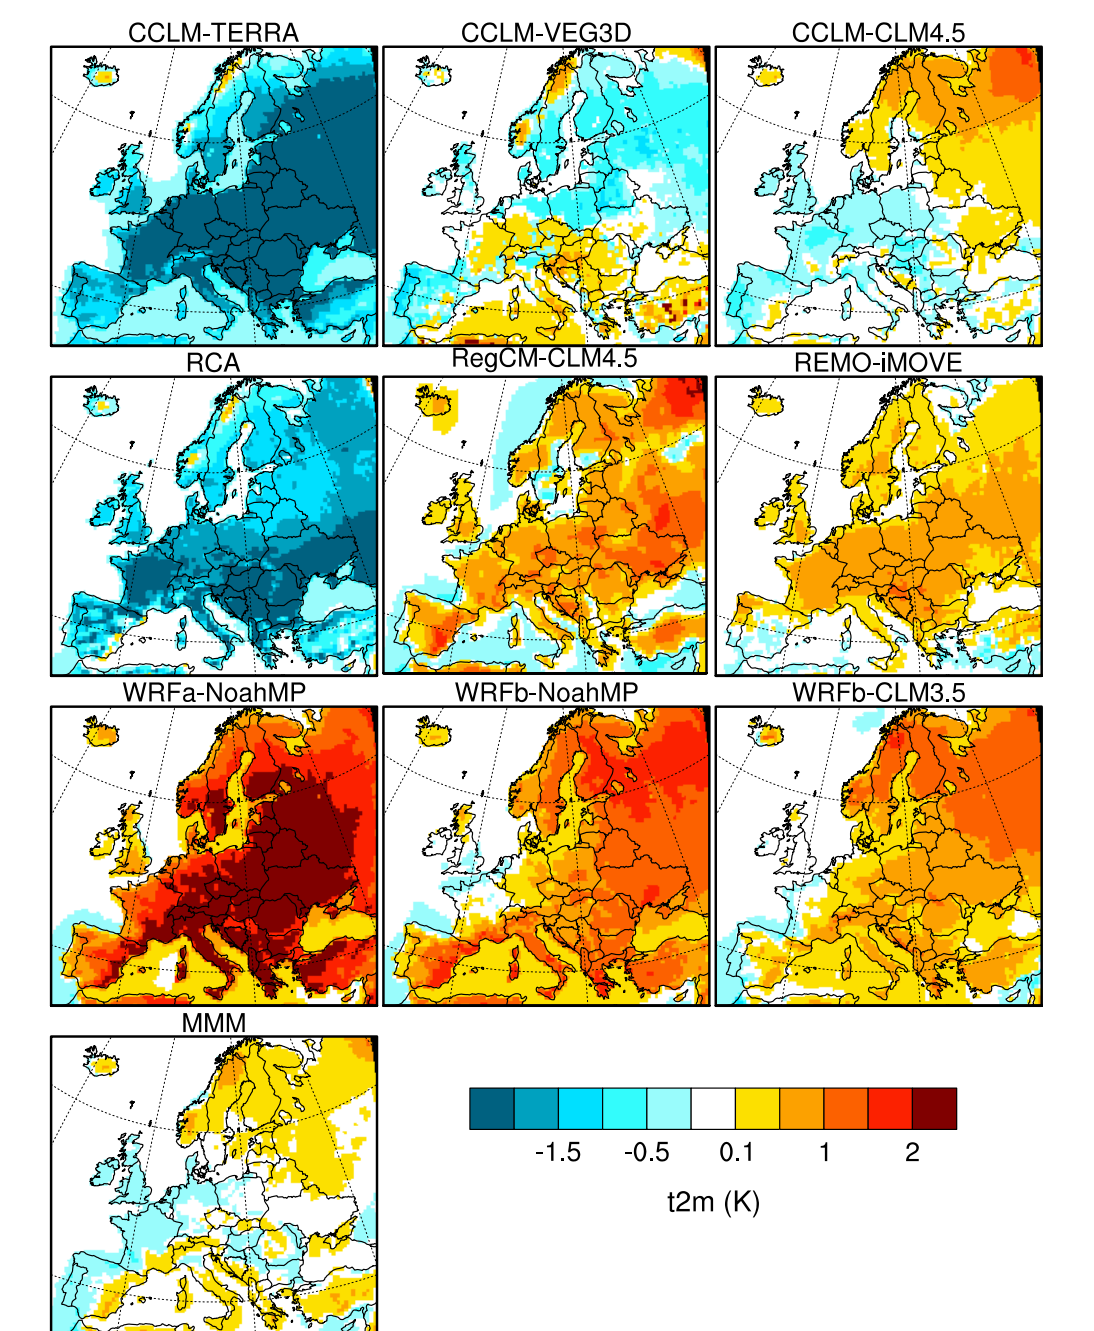 CCLM-TERRA CCLM-VEG3D CCLM-CLM4.5
RCA RegCM-CLM4.5 REMO-iMOVE
WRFa-NoahMP WRFb-NoahMP WRFb-CLM3.5
MMM
-1.5 -0.5 0.1 1 2
t2m (K)